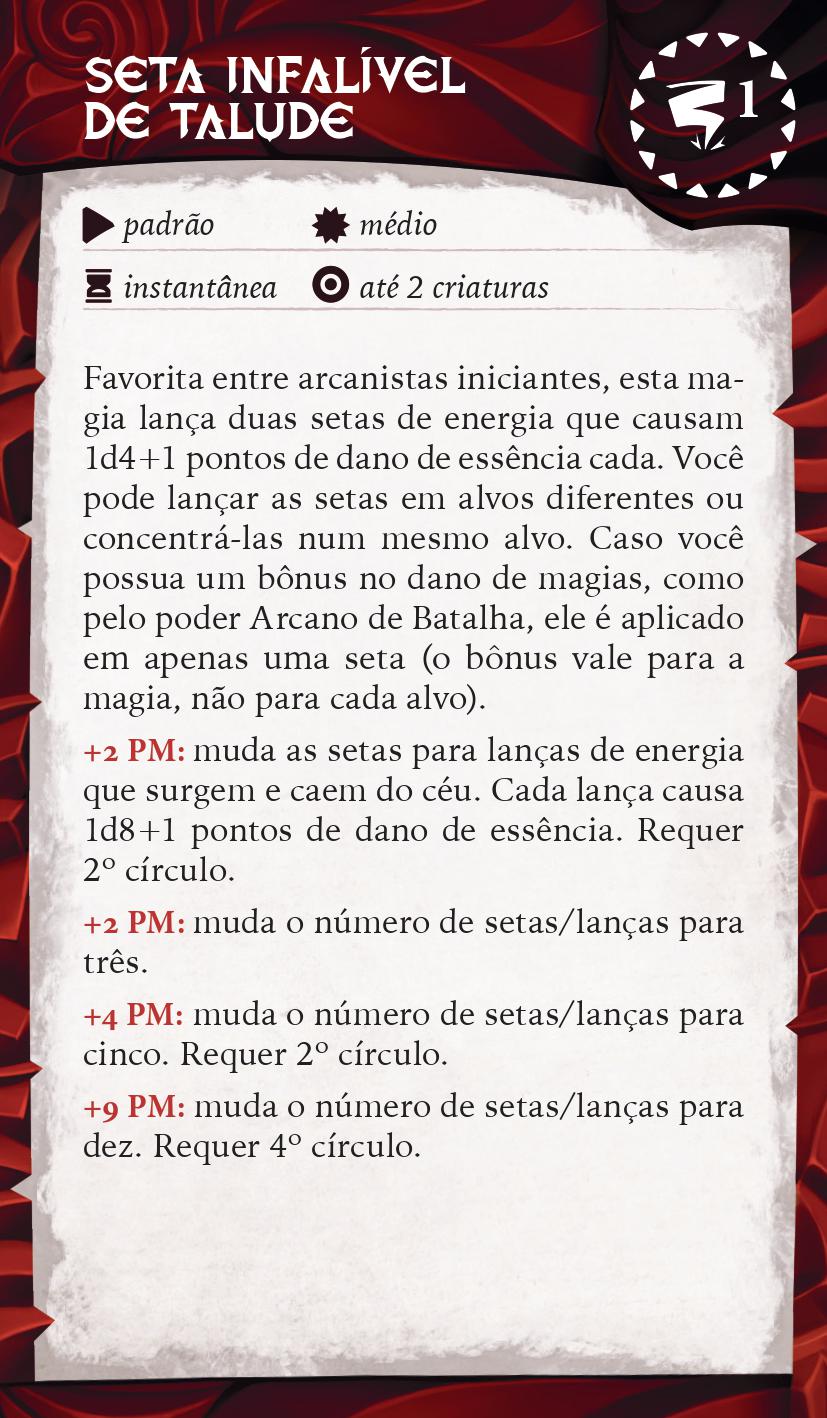 SETA INFALÍVEL
DE TALUDE
1
padrão
médio
instantânea
até 2 criaturas
Favorita entre arcanistas iniciantes, esta ma-
gia lança duas setas de energia que causam
1d4+1 pontos de dano de essência cada. Você
pode lançar as setas em alvos diferentes ou
concentrá-las num mesmo alvo. Caso você
possua um bônus no dano de magias, como
pelo poder Arcano de Batalha, ele é aplicado
em apenas uma seta (o bônus vale para a
magia, não para cada alvo).
+2 PM: muda as setas para lanças de energia
que surgem e caem do céu. Cada lança causa
1d8+1 pontos de dano de essência. Requer
2º círculo.
+2 PM: muda o número de setas/lanças para
três.
+4 PM: muda o número de setas/lanças para
cinco. Requer 2º círculo.
+9 PM: muda o número de setas/lanças para
dez. Requer 4º círculo.